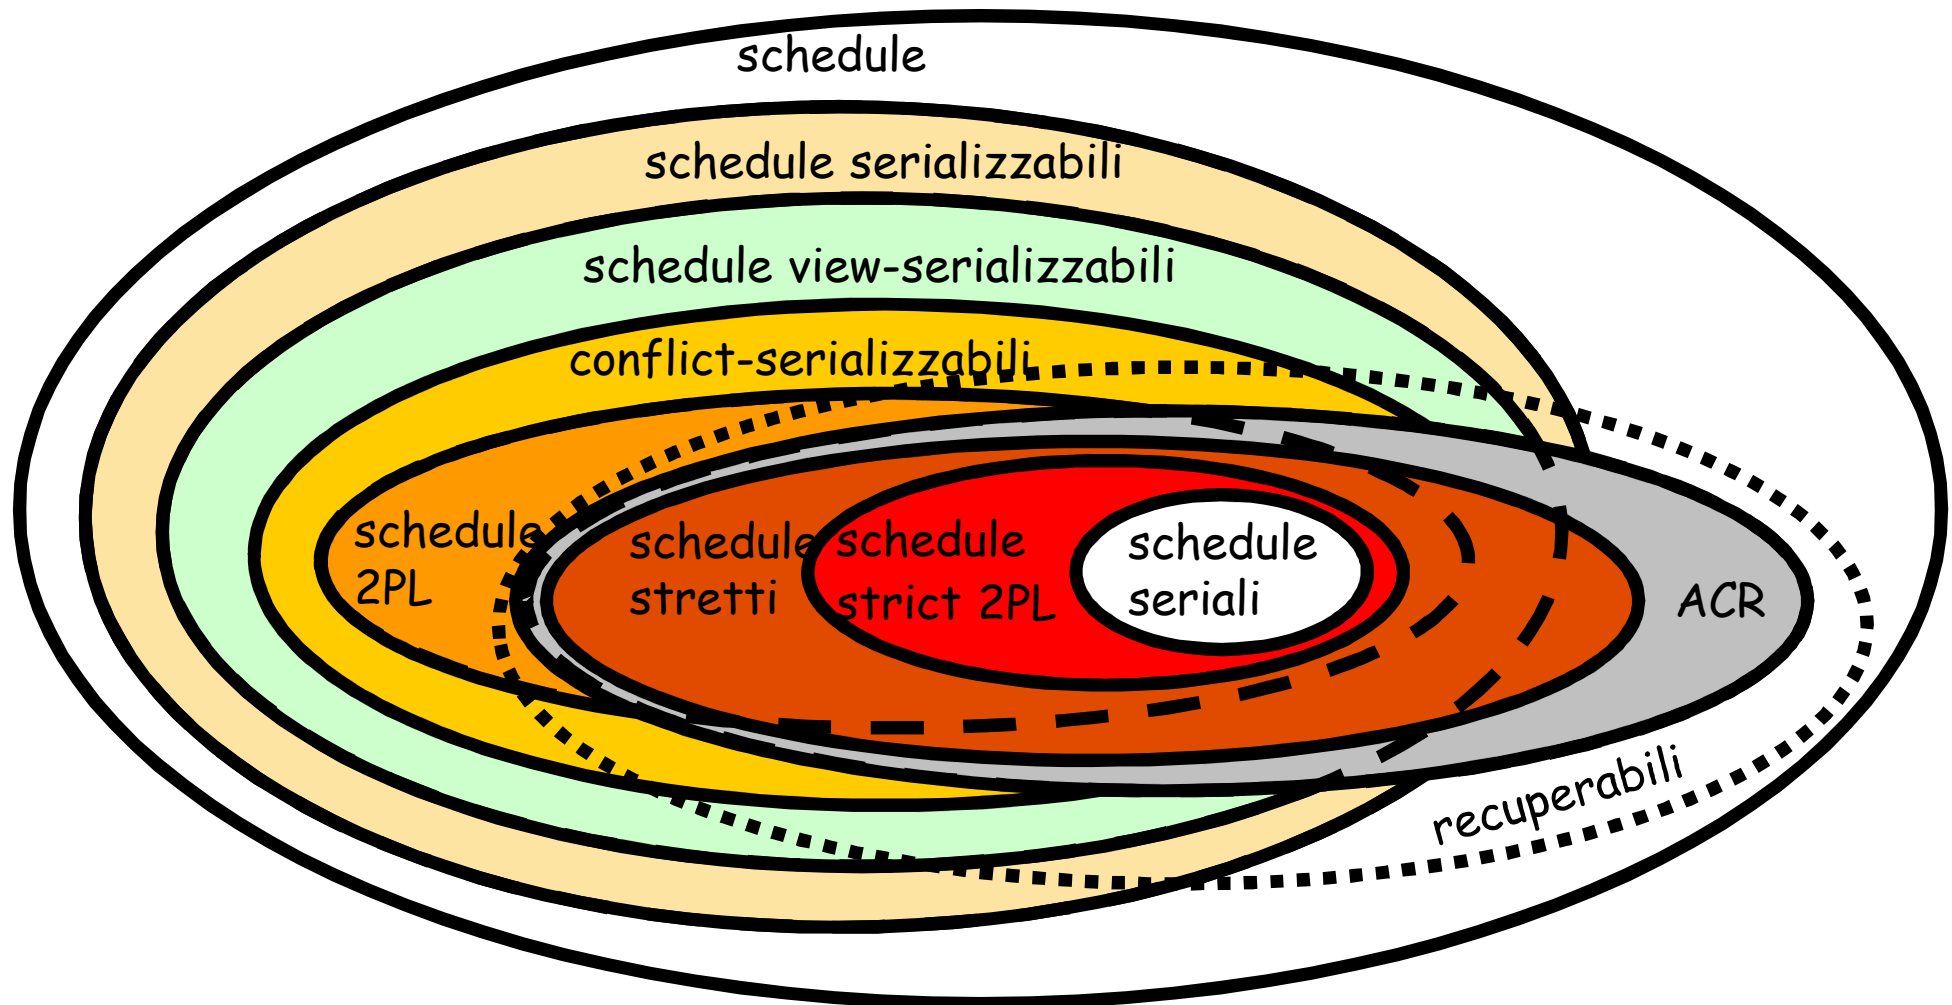 schedule
schedule serializzabili
schedule view-serializzabili
conflict-serializzabili
schedule
2PL
schedule
stretti
schedule
strict 2PL
schedule
seriali
ACR
recuperabili